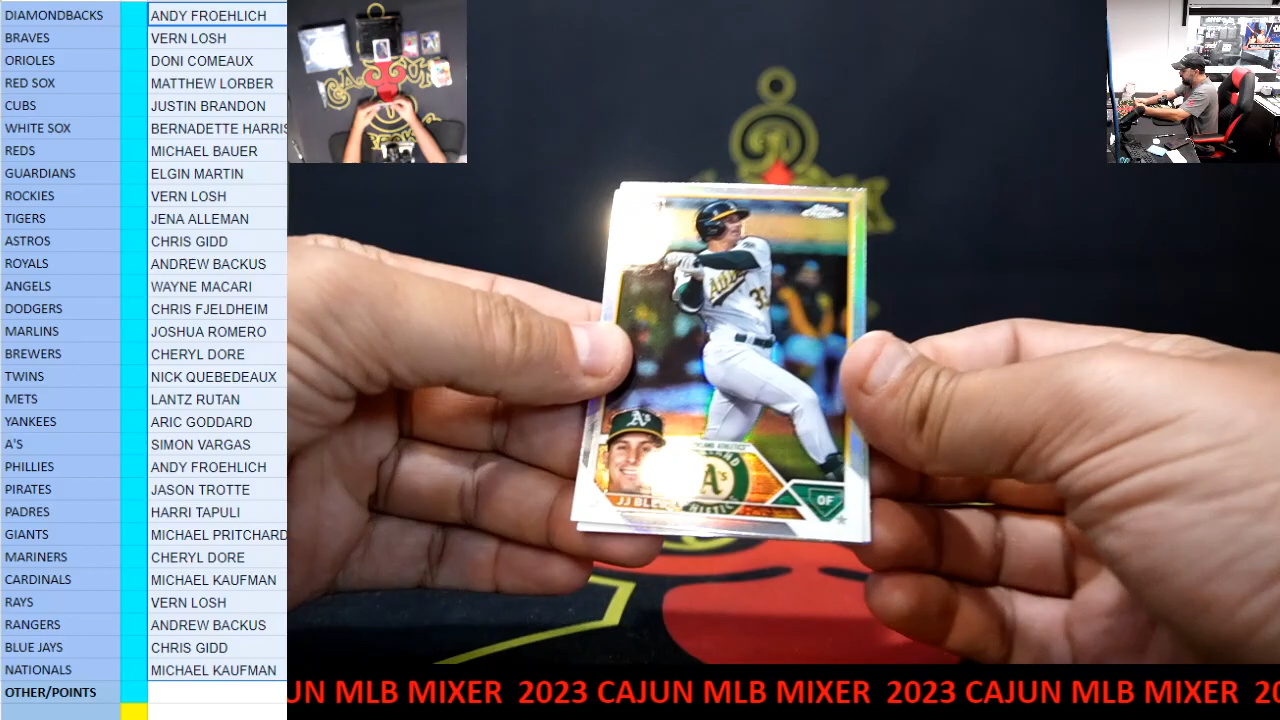 DIAMONDBACKS ANDY FROEHLICH
BRAVES VERN LOSH
ORIOLES DONI COMEAUX
RED SOX MATTHEW LORBER
CUBS JUSTIN BRANDON
WHITE SOX BERNADETTE HARRIS
REDS MICHAEL BAUER
GUARDIANS ELGIN MARTIN
ROCKIES VERN LOSH
TIGERS JENA ALLEMAN
ASTROS CHRIS GIDD
ROYALS ANDREW BACKUS
ANGELS WAYNE MACARI
DODGERS CHRIS FJELDHEIM
MARLINS JOSHUA ROMERO
BREWERS CHERYL DORE
TWINS NICK QUEBEDEAUX
METS LANTZ RUTAN
YANKEES ARIC GODDARD
A'S SIMON VARGAS
PHILLIES ANDY FROEHLICH
PIRATES JASON TROTTE
PADRES HARRI TAPULI
GIANTS MICHAEL PRITCHARD
MARINERS CHERYL DORE
CARDINALS MICHAEL KAUFMAN
RAYS VERN LOSH
RANGERS ANDREW BACKUS
BLUE JAYS CHRIS GIDD
NATIONALS MICHAEL KAUFMAN
OTHER/POINTS
A's
A's
JJ BLE
OF
UN MLB MIXER 2023 CAJUN MLB MIXER 2023 CAJUN MLB MIXER 20